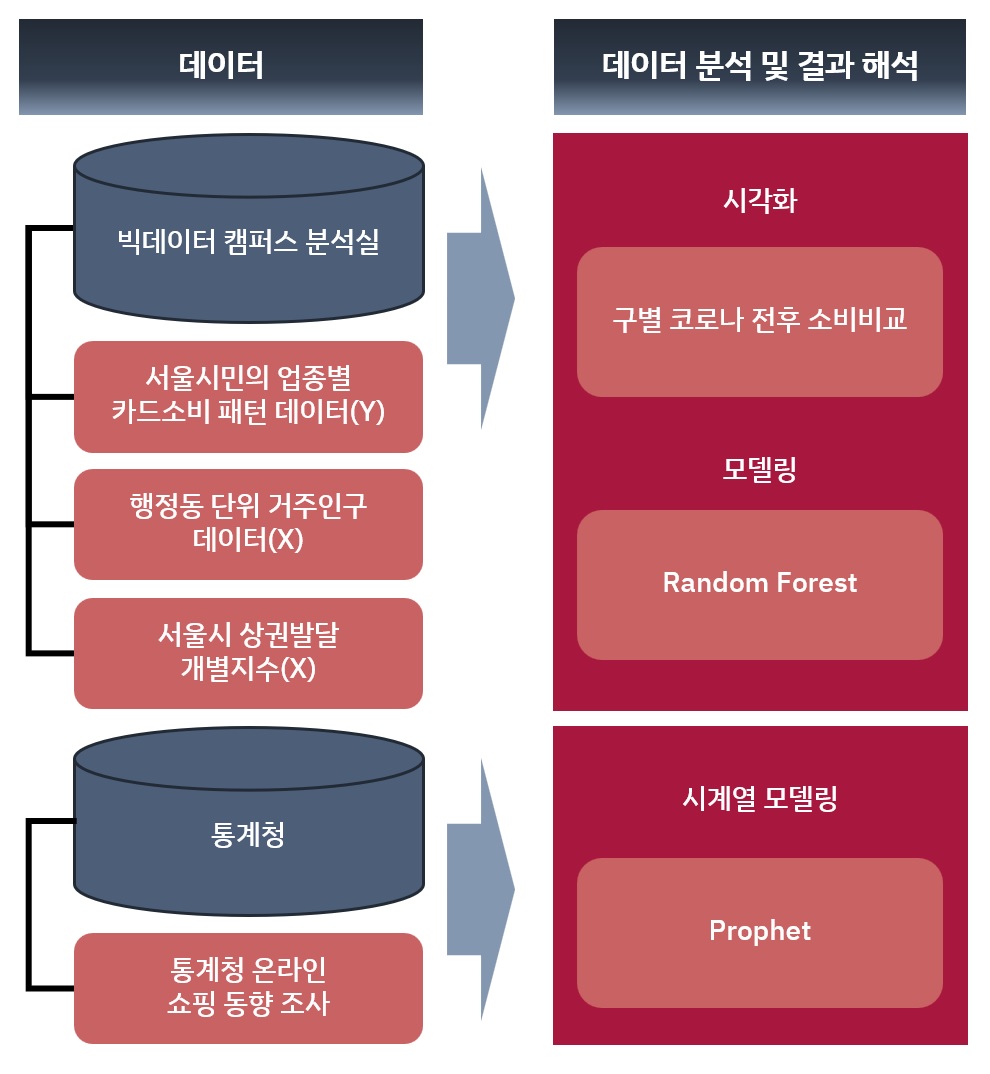 데이터
데이터 분석 및 결과 해석
빅데이터 캠퍼스 분석실
서울시민의 업종별
카드소비 패턴 데이터(Y)
행정동 단위 거주인구
데이터(X)
서울시 상권발달
개별지수(X)
시각화
구별 코로나 전후 소비비교
모델링
Random Forest
통계청
통계청 온라인
쇼핑 동향 조사
시계열 모델링
Prophet